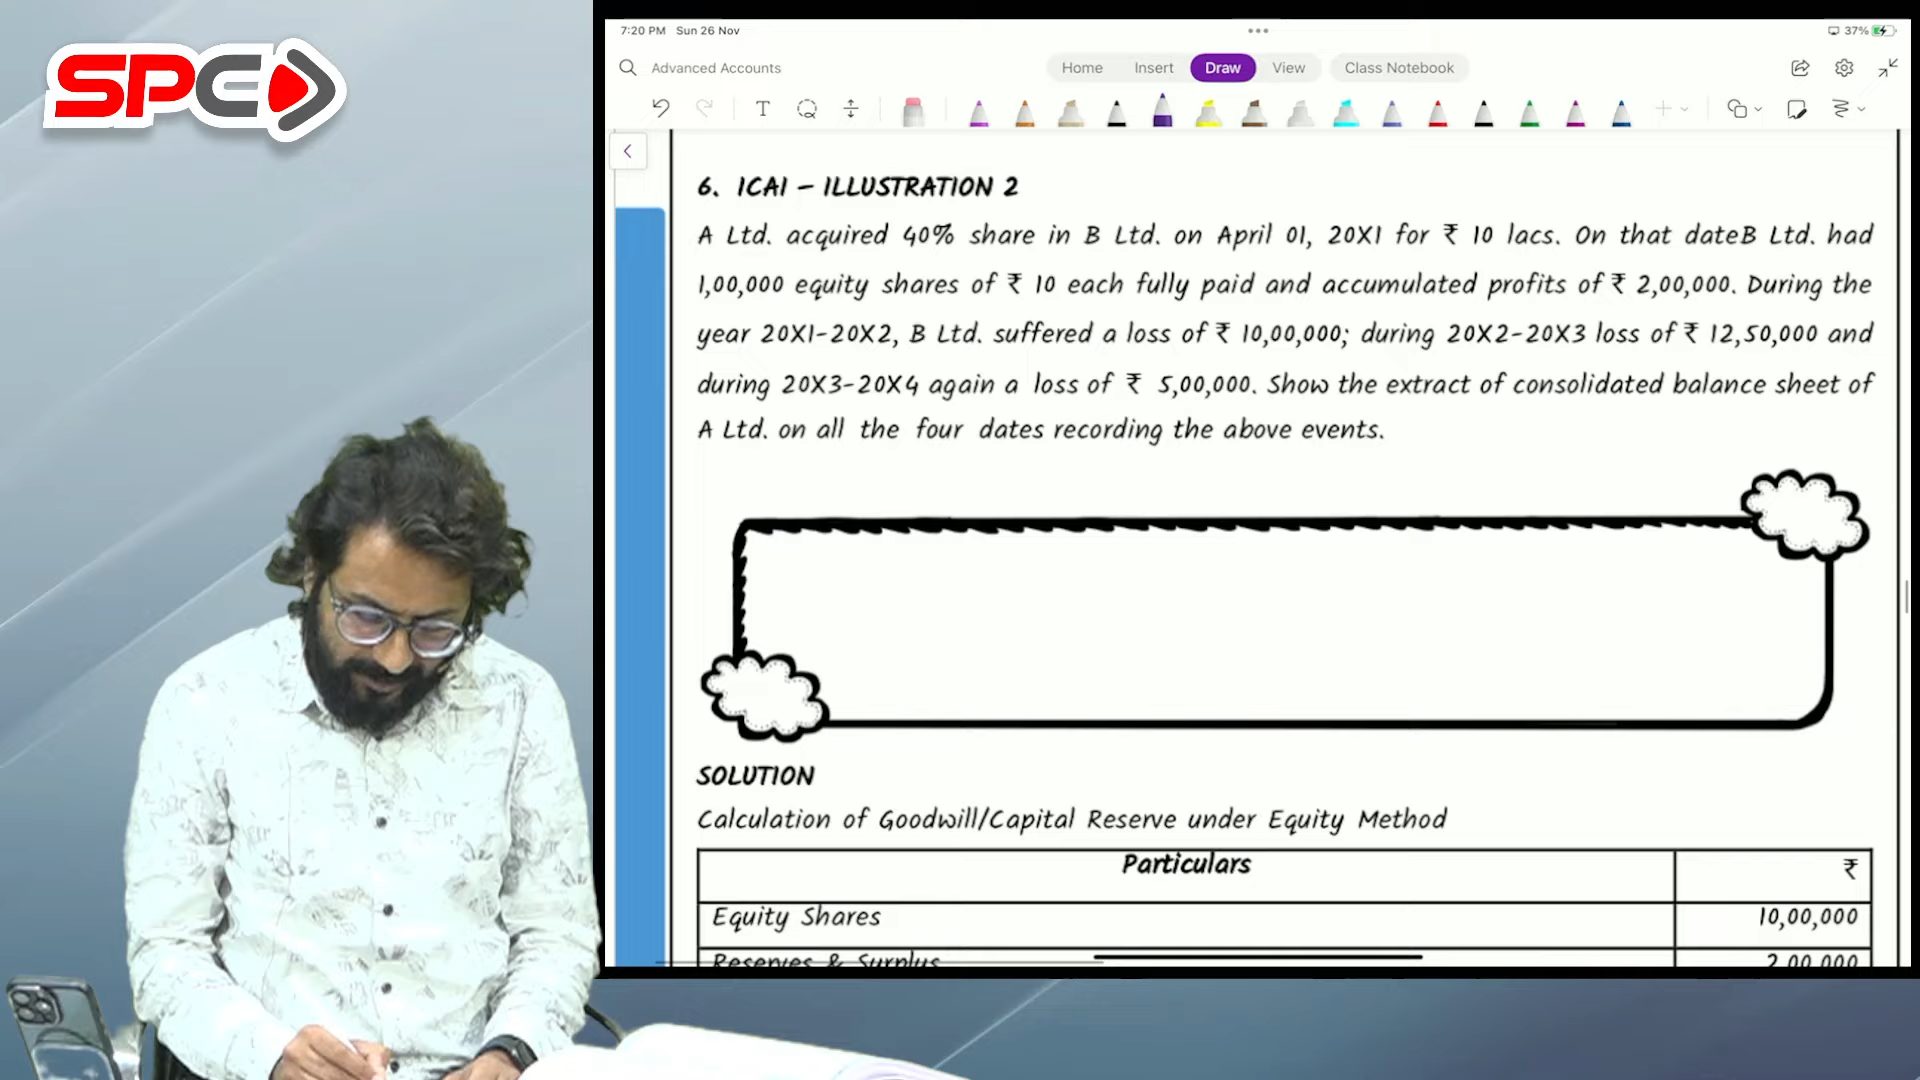 SPE
7:20 PM Sun 26 Nov
37%
Advanced Accounts
Home Insert Draw View Class Notebook
6. ICAI – ILLUSTRATION 2
A Ltd. acquired 40% share in B Ltd. on April 01, 20X1 for ₹ 10 lacs. On that dateB Ltd. had
1,00,000 equity shares of ₹ 10 each fully paid and accumulated profits of ₹ 2,00,000. During the
year 20X1-20X2, B Ltd. suffered a loss of ₹ 10,00,000; during 20X2-20X3 loss of ₹ 12,50,000 and
during 20X3-20X4 again a loss of ₹ 5,00,000. Show the extract of consolidated balance sheet of
A Ltd. on all the four dates recording the above events.
SOLUTION
Calculation of Goodwill/Capital Reserve under Equity Method
Particulars ₹
Equity Shares 10,00,000
Reserves & Surplus 2,00,000